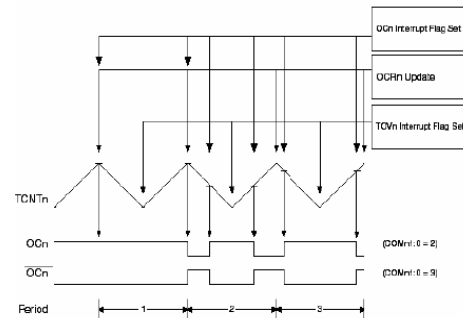 OCn Interrupt Flag Set
OCRn Update
TOVn Interrupt Flag Set
TCNTn
OCn
(COMn1:0 = 2)
OCn
(COMn1:0 = 3)
Period
1
2
3